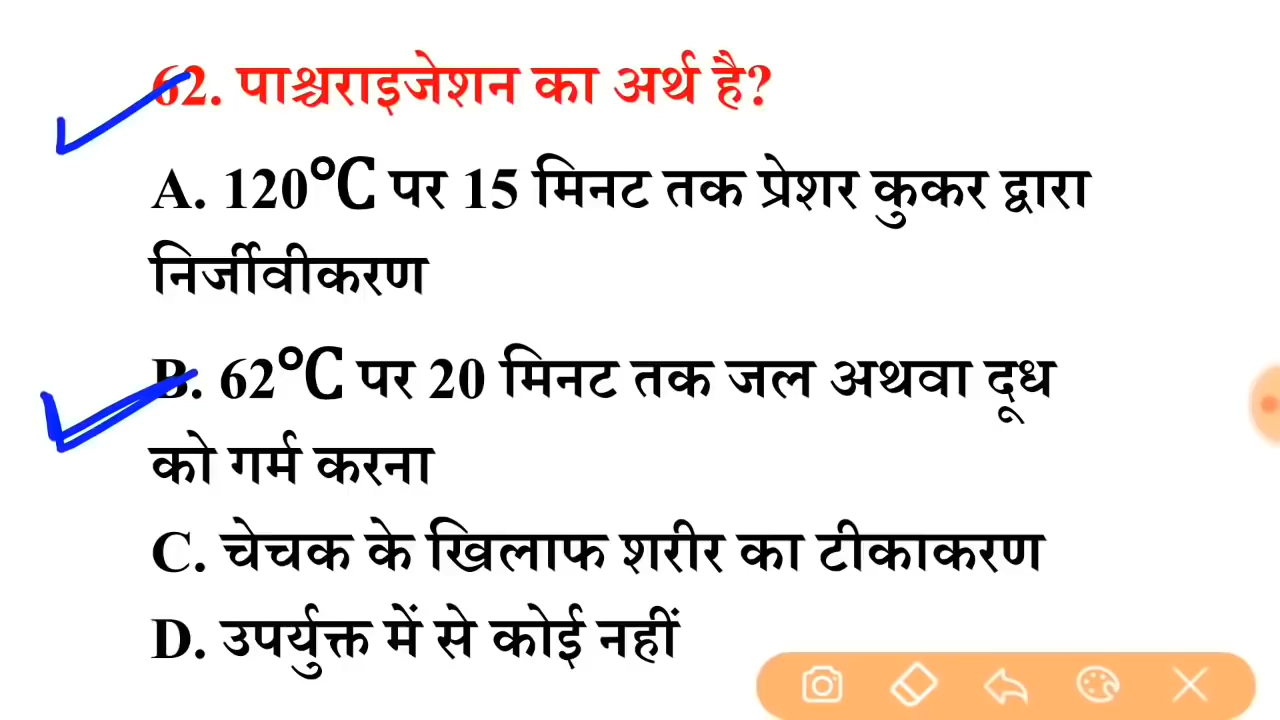 62. पाश्चराइजेशन का अर्थ है?
A. 120°C पर 15 मिनट तक प्रेशर कुकर द्वारा
निर्जीवीकरण
B. 62°C पर 20 मिनट तक जल अथवा दूध
को गर्म करना
C. चेचक के खिलाफ शरीर का टीकाकरण
D. उपर्युक्त में से कोई नहीं